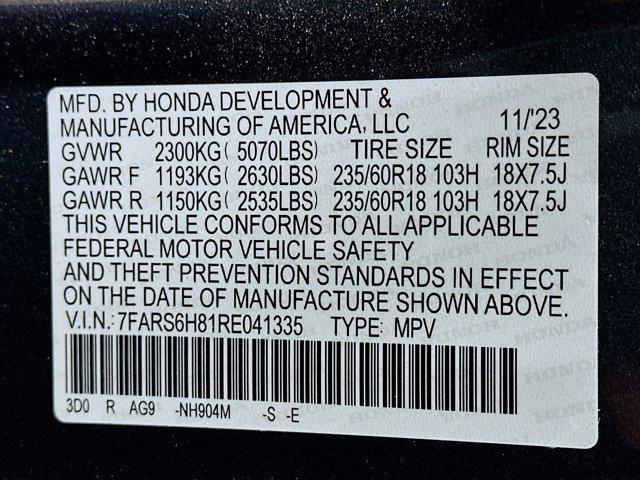 MFD. BY HONDA DEVELOPMENT &
MANUFACTURING OF AMERICA, LLC 11/'23
GVWR 2300KG( 5070LBS) TIRE SIZE RIM SIZE
GAWR F 1193KG( 2630LBS) 235/60R18 103H 18X7.5J
GAWR R 1150KG( 2535LBS) 235/60R18 103H 18X7.5J
THIS VEHICLE CONFORMS TO ALL APPLICABLE
FEDERAL MOTOR VEHICLE SAFETY
AND THEFT PREVENTION STANDARDS IN EFFECT
ON THE DATE OF MANUFACTURE SHOWN ABOVE.
V.I.N.:7FARS6H81RE041335 TYPE: MPV
3D0 R AG9 -NH904M -S -E